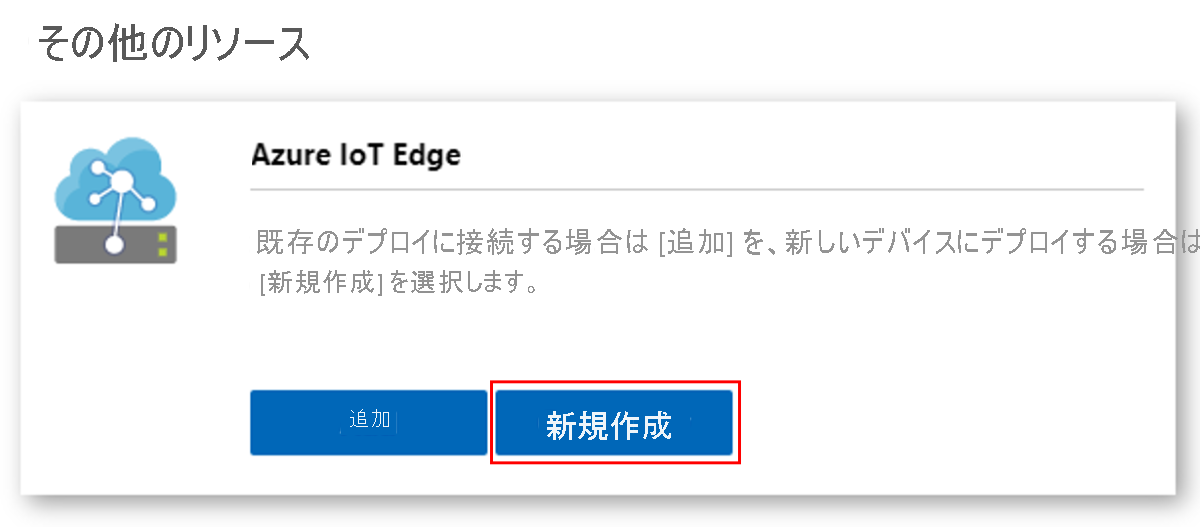 その他のリソース
Azure IoT Edge
既存のデプロイに接続する場合は [追加] を、新しいデバイスにデプロイする場合は
[新規作成] を選択します。
追加
新規作成